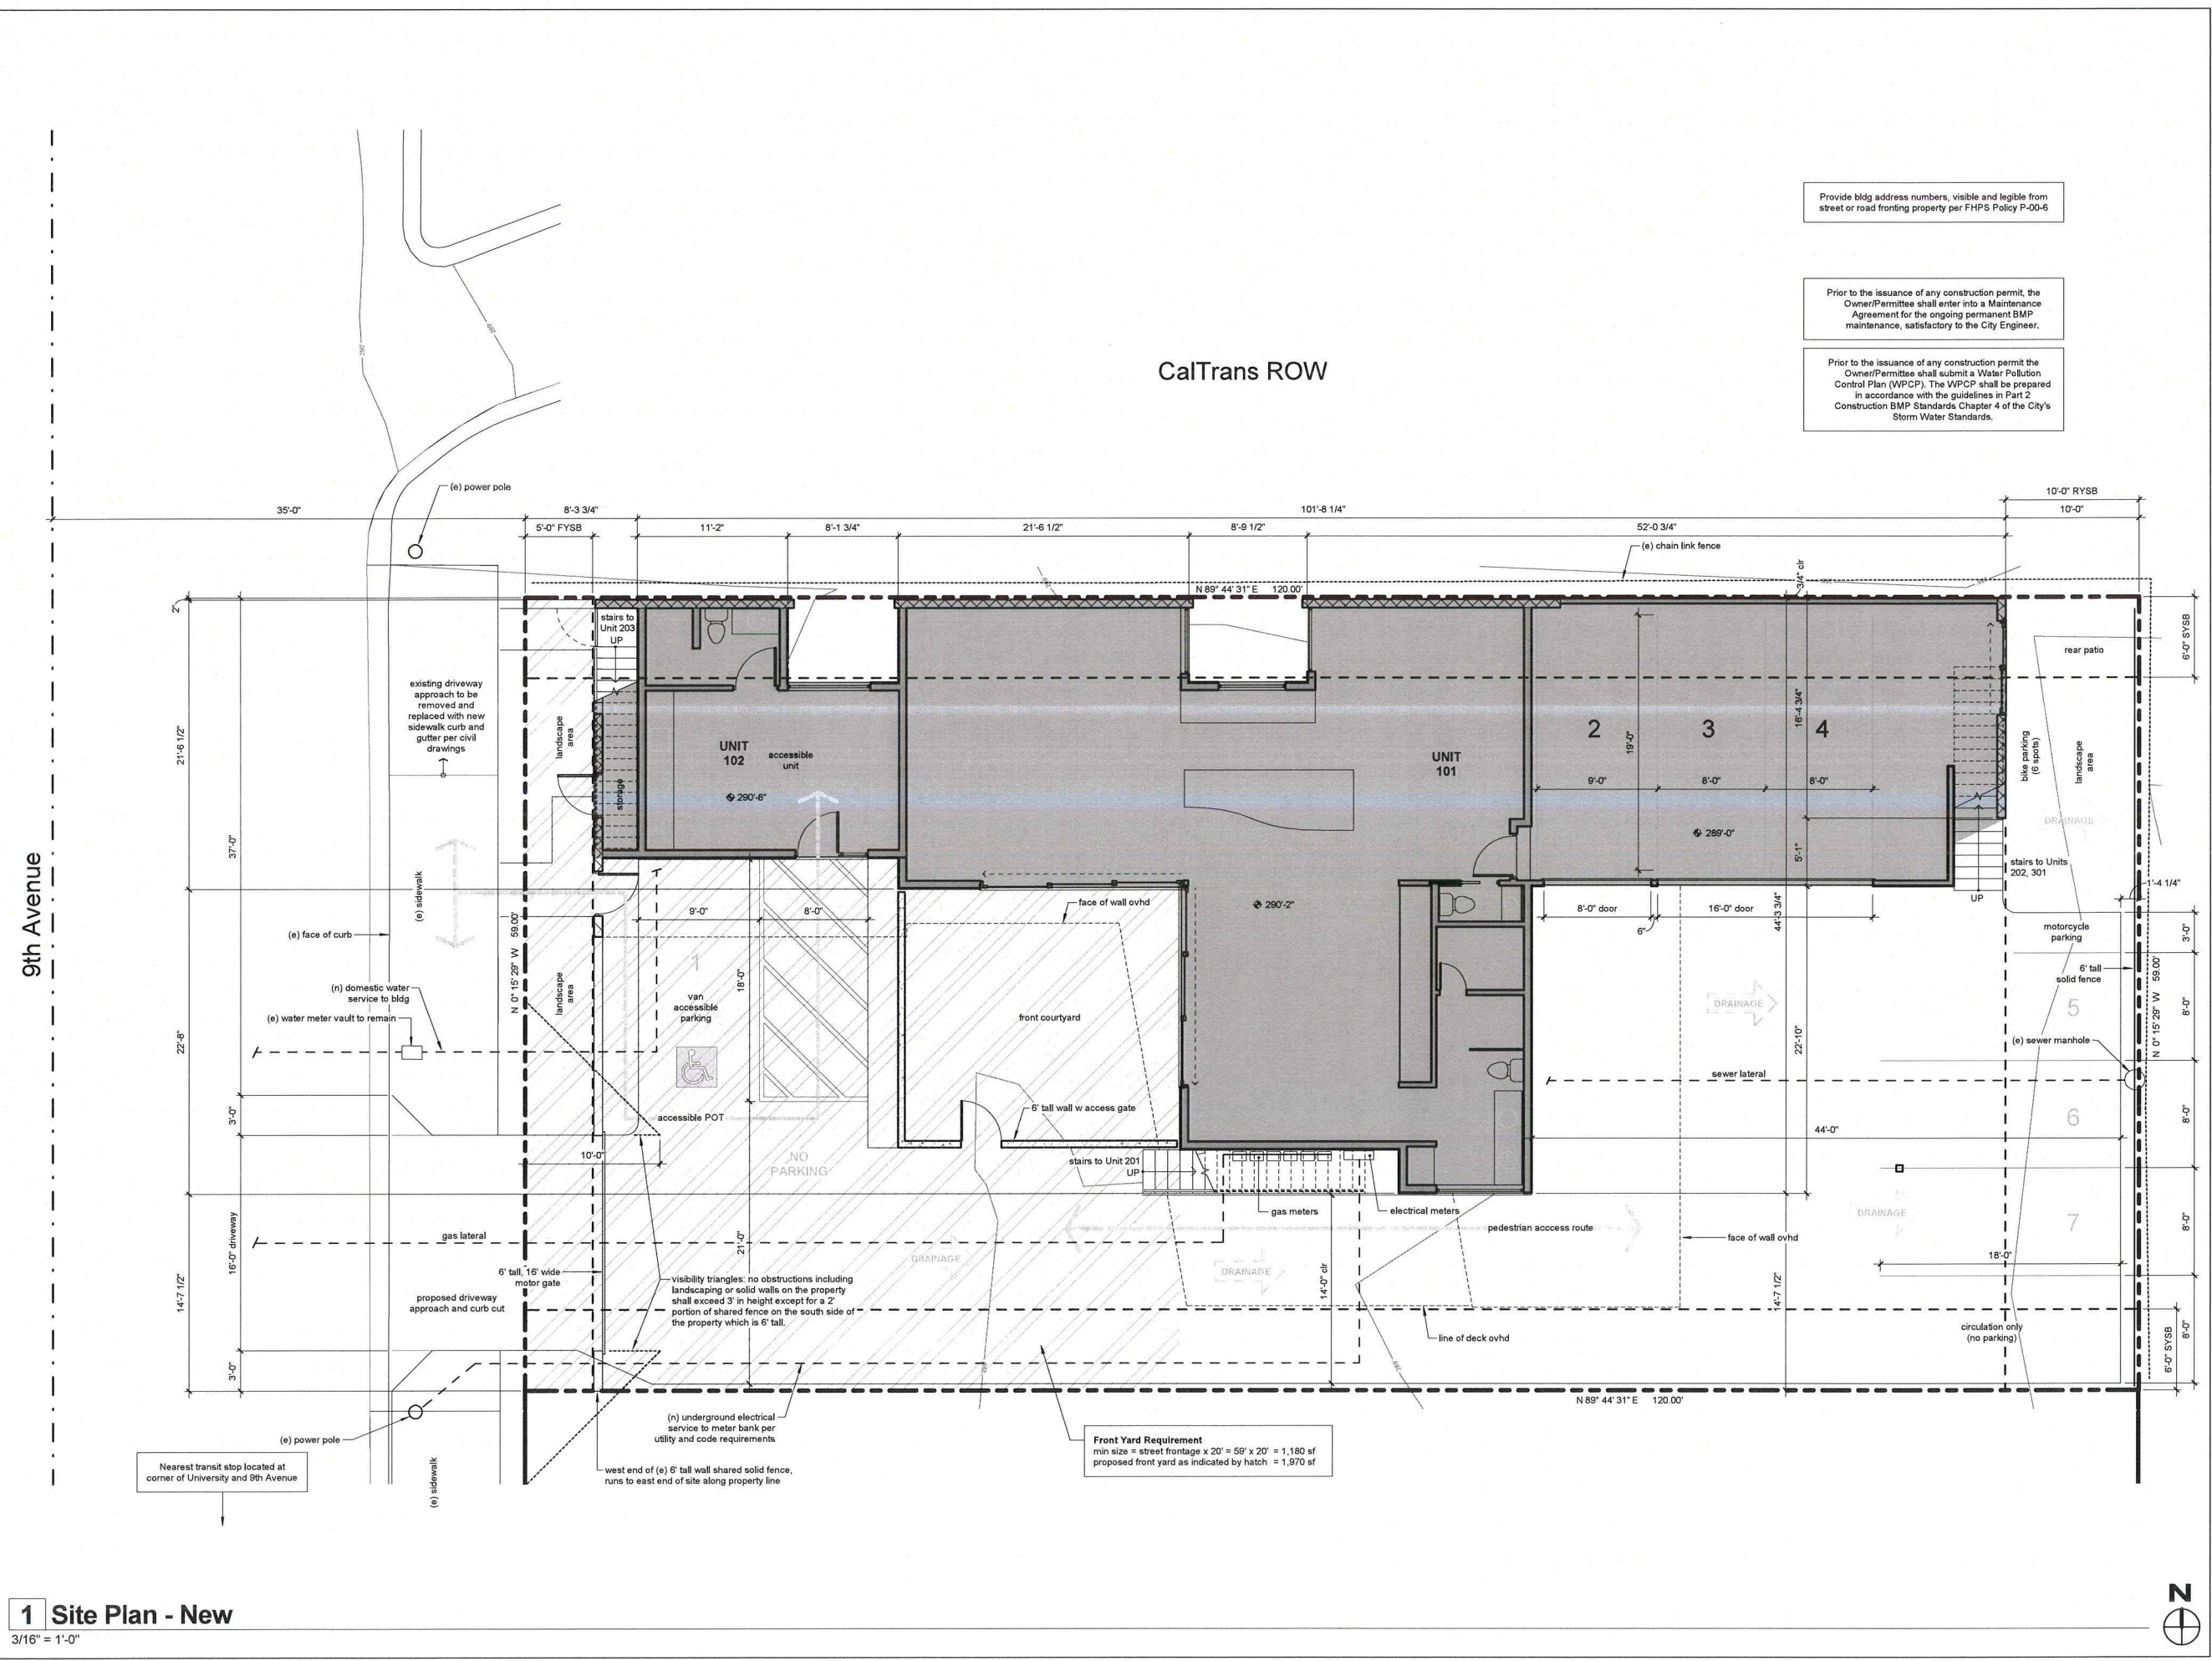 Provide bldg address numbers, visible and legible from
street or road fronting property per FHPS Policy P-00-6
Prior to the issuance of any construction permit, the
Owner/Permittee shall enter into a Maintenance
Agreement for the ongoing permanent BMP
maintenance, satisfactory to the City Engineer.
Prior to the issuance of any construction permit the
Owner/Permittee shall submit a Water Pollution
Control Plan (WPCP). The WPCP shall be prepared
in accordance with the guidelines in Part 2
Construction BMP Standards Chapter 4 of the City's
Storm Water Standards.
CalTrans ROW
290'
289'
(e) power pole
10'-0" RYSB
35'-0"
8'-3 3/4"
101'-8 1/4"
10'-0"
5'-0" FYSB
11'-2"
8'-1 3/4"
21'-6 1/2"
8'-9 1/2"
52'-0 3/4"
(e) chain link fence
3/4" clr
N 89° 44' 31" E 120.00'
2"
6'-0" SYSB
stairs to
Unit 203
UP
rear patio
existing driveway
approach to be
removed and
replaced with new
sidewalk curb and
gutter per civil
drawings
landscape
area
21'-6 1/2"
UNIT
102
accessible
unit
290'-8"
storage
UNIT
101
2
3
4
19'-0"
16'-4 3/4"
9'-0"
8'-0"
8'-0"
289'-0"
5'-1"
bike parking
(6 spots)
landscape
area
DRAINAGE
stairs to Units
202, 301
UP
1'-4 1/4"
37'-0"
9th Avenue
(e) sidewalk
(e) face of curb
N 0° 15' 29" W 59.00'
9'-0"
8'-0"
face of wall ovhd
290'-2"
8'-0" door
16'-0" door
6"
44'-3 3/4"
motorcycle
parking
3'-0"
6' tall
solid fence
N 0° 15' 29" W 59.00'
1
18'-0"
van
accessible
parking
landscape
area
(n) domestic water
service to bldg
(e) water meter vault to remain
22'-8"
front courtyard
DRAINAGE
5
8'-0"
22'-10"
(e) sewer manhole
sewer lateral
accessible POT
6' tall wall w access gate
3'-0"
6
8'-0"
44'-0"
10'-0"
NO
PARKING
stairs to Unit 201
UP
gas meters
electrical meters
pedestrian acccess route
DRAINAGE
7
8'-0"
16'-0" driveway
gas lateral
21'-0"
DRAINAGE
DRAINAGE
14'-0" clr
face of wall ovhd
18'-0"
6' tall, 16' wide
motor gate
visibility triangles: no obstructions including
landscaping or solid walls on the property
shall exceed 3' in height except for a 2'
portion of shared fence on the south side of
the property which is 6' tall.
14'-7 1/2"
14'-7 1/2"
proposed driveway
approach and curb cut
line of deck ovhd
circulation only
(no parking)
8'-0"
6'-0" SYSB
3'-0"
289'
N 89° 44' 31" E 120.00'
(n) underground electrical
service to meter bank per
utility and code requirements
(e) power pole
(e) sidewalk
Front Yard Requirement
min size = street frontage x 20' = 59' x 20' = 1,180 sf
proposed front yard as indicated by hatch = 1,970 sf
Nearest transit stop located at
corner of University and 9th Avenue
west end of (e) 6' tall wall shared solid fence,
runs to east end of site along property line
N
1 Site Plan - New
3/16" = 1'-0"